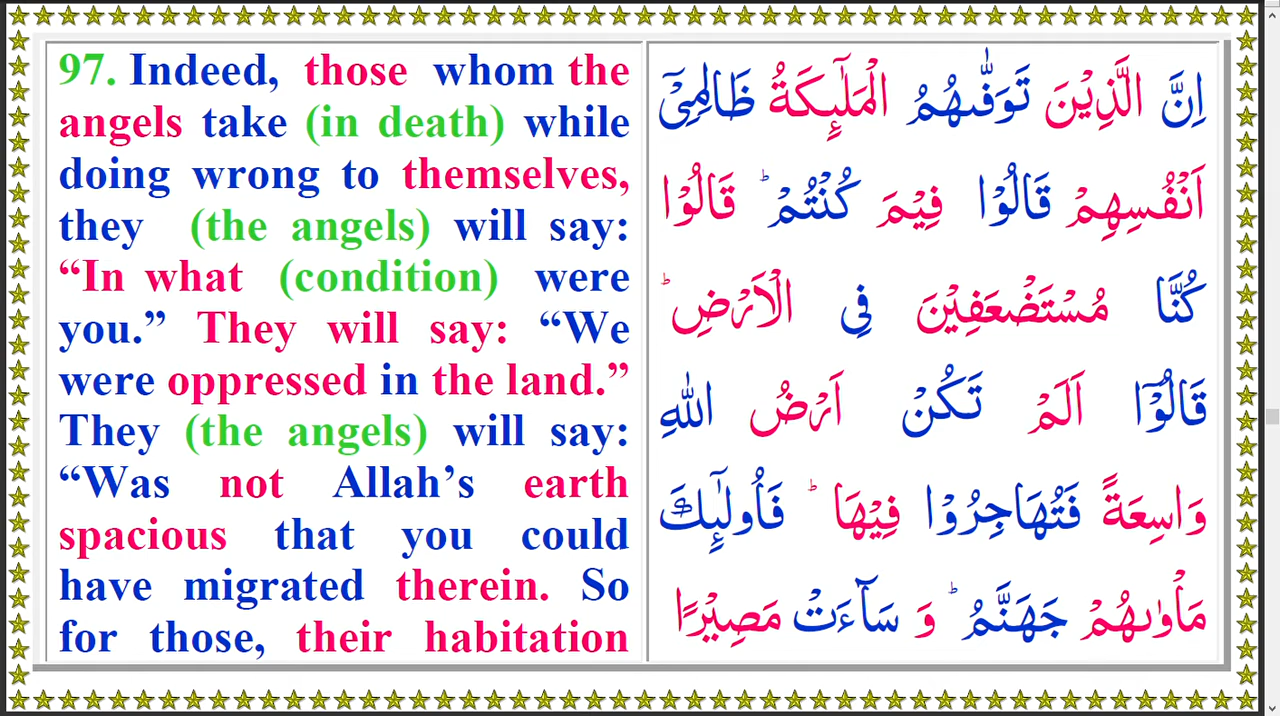 97. Indeed, those whom the
angels take (in death) while
doing wrong to themselves,
they (the angels) will say:
“In what (condition) were
you.” They will say: “We
were oppressed in the land.”
They (the angels) will say:
“Was not Allah’s earth
spacious that you could
have migrated therein. So
for those, their habitation
اِنَّ الَّذِيْنَ تَوَفّٰىهُمُ الْمَلٰٓىِٕكَةُ ظَالِمِىْۤ
اَنْفُسِهِمْ قَالُوْا فِيْمَ كُنْتُمْ ؕ قَالُوْا
كُنَّا مُسْتَضْعَفِيْنَ فِى الْاَرْضِ ؕ
قَالُوْۤا اَلَمْ تَكُنْ اَرْضُ اللّٰهِ
وَاسِعَةً فَتُهَاجِرُوْا فِيْهَا ؕ فَاُولٰٓىِٕكَ
مَاْوٰىهُمْ جَهَنَّمُ ؕ وَ سَآءَتْ مَصِيْرًا